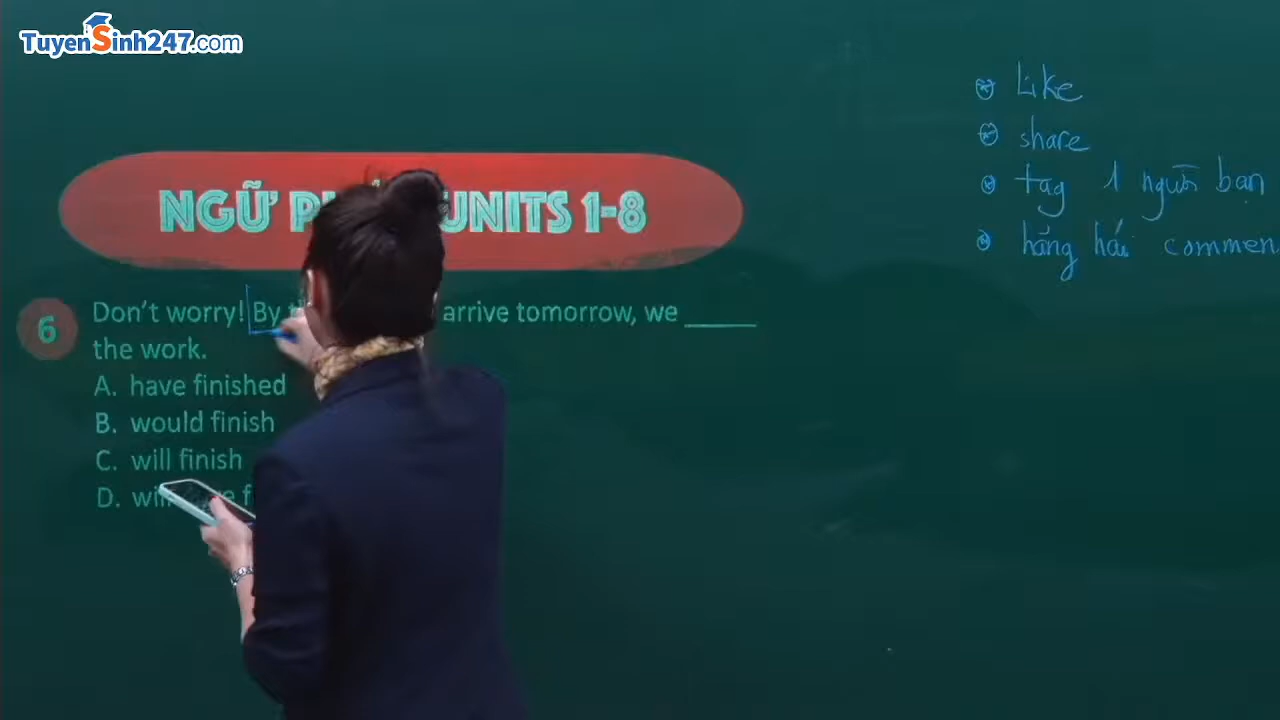 TuyenSinh247.com
Like
share
tag 1 người bạn
hăng hái commen
NGỮ UNITS 1-8
6
Don't worry! By arrive tomorrow, we ______
the work.
A. have finished
B. would finish
C. will finish
D.